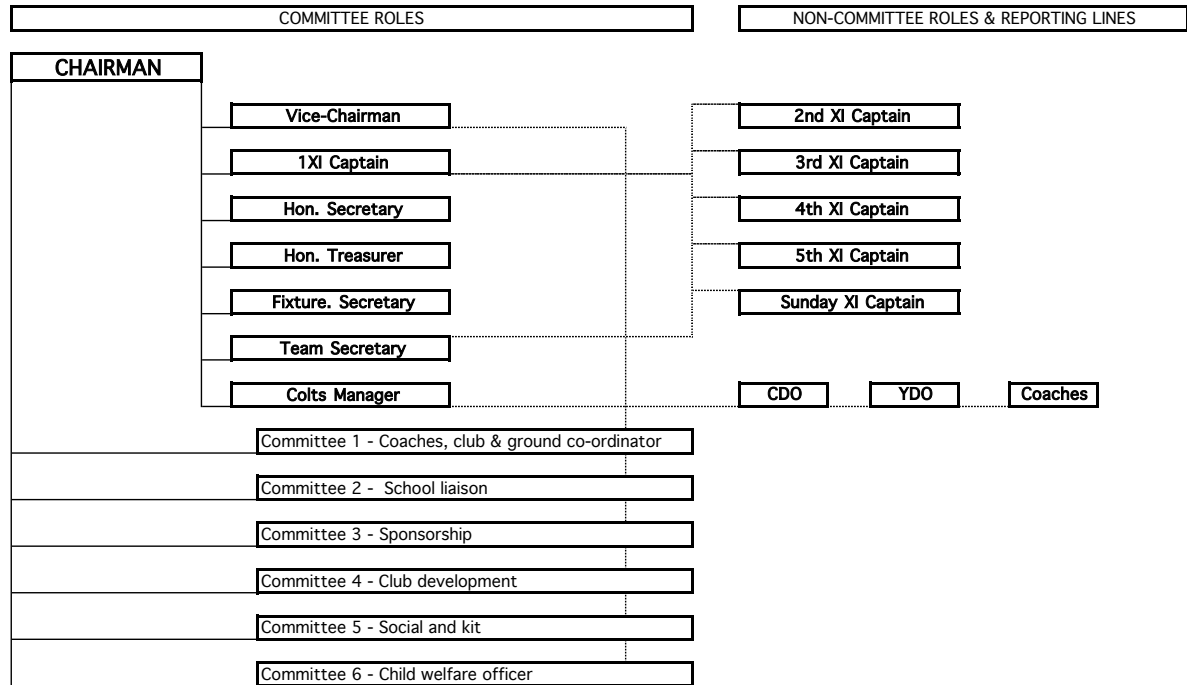 COMMITTEE ROLES
NON-COMMITTEE ROLES & REPORTING LINES
CHAIRMAN
Vice-Chairman
2nd XI Captain
1XI Captain
3rd XI Captain
Hon. Secretary
4th XI Captain
Hon. Treasurer
5th XI Captain
Fixture. Secretary
Sunday XI Captain
Team Secretary
Colts Manager
CDO
YDO
Coaches
Committee 1 - Coaches, club & ground co-ordinator
Committee 2 - School liaison
Committee 3 - Sponsorship
Committee 4 - Club development
Committee 5 - Social and kit
Committee 6 - Child welfare officer